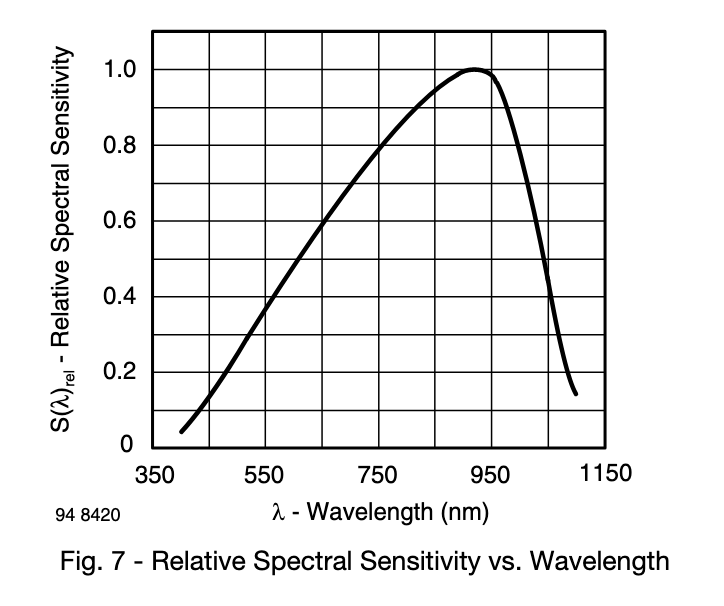 S(λ)rel - Relative Spectral Sensitivity
1.0
0.8
0.6
0.4
0.2
0
350 550 750 950 1150
λ - Wavelength (nm)
94 8420
Fig. 7 - Relative Spectral Sensitivity vs. Wavelength